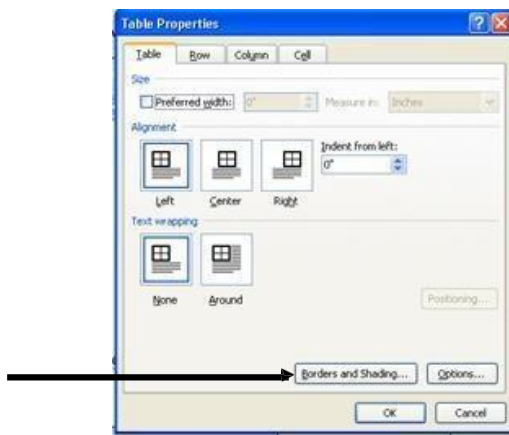 Table Properties
Table Row Column Cell
Size
Preferred width: 0" Measure in: Inches
Alignment
Indent from left:
0"
Left Center Right
Text wrapping
None Around
Positioning...
Borders and Shading... Options...
OK Cancel